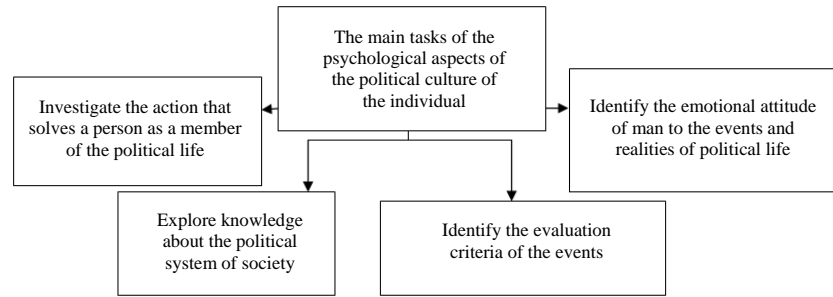 The main tasks of the
psychological aspects of
the political culture of
the individual
Investigate the action that
solves a person as a member
of the political life
Identify the emotional attitude
of man to the events and
realities of political life
Explore knowledge
about the political
system of society
Identify the evaluation
criteria of the events